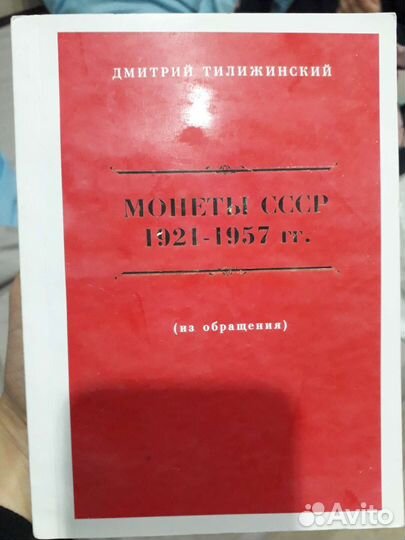 ДМИТРИЙ ТИЛИЖИНСКИЙ
МОНЕТЫ СССР
1921-1957 гг.
(из обращения)
Avito